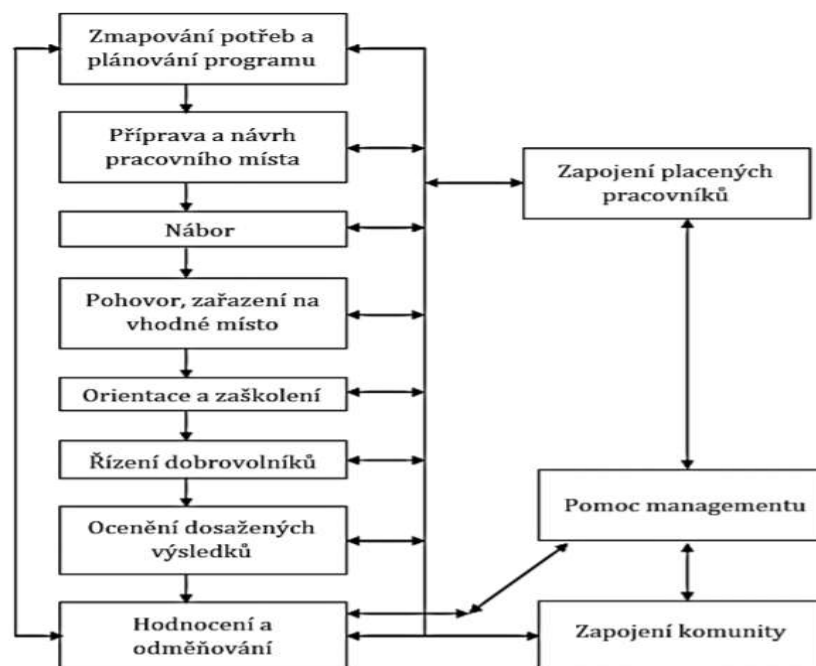 Zmapování potřeb a
plánování programu
Příprava a návrh
pracovního místa
Nábor
Pohovor, zařazení na
vhodné místo
Orientace a zaškolení
Řízení dobrovolníků
Ocenění dosažených
výsledků
Hodnocení a
odměňování
Zapojení placených
pracovníků
Pomoc managementu
Zapojení komunity